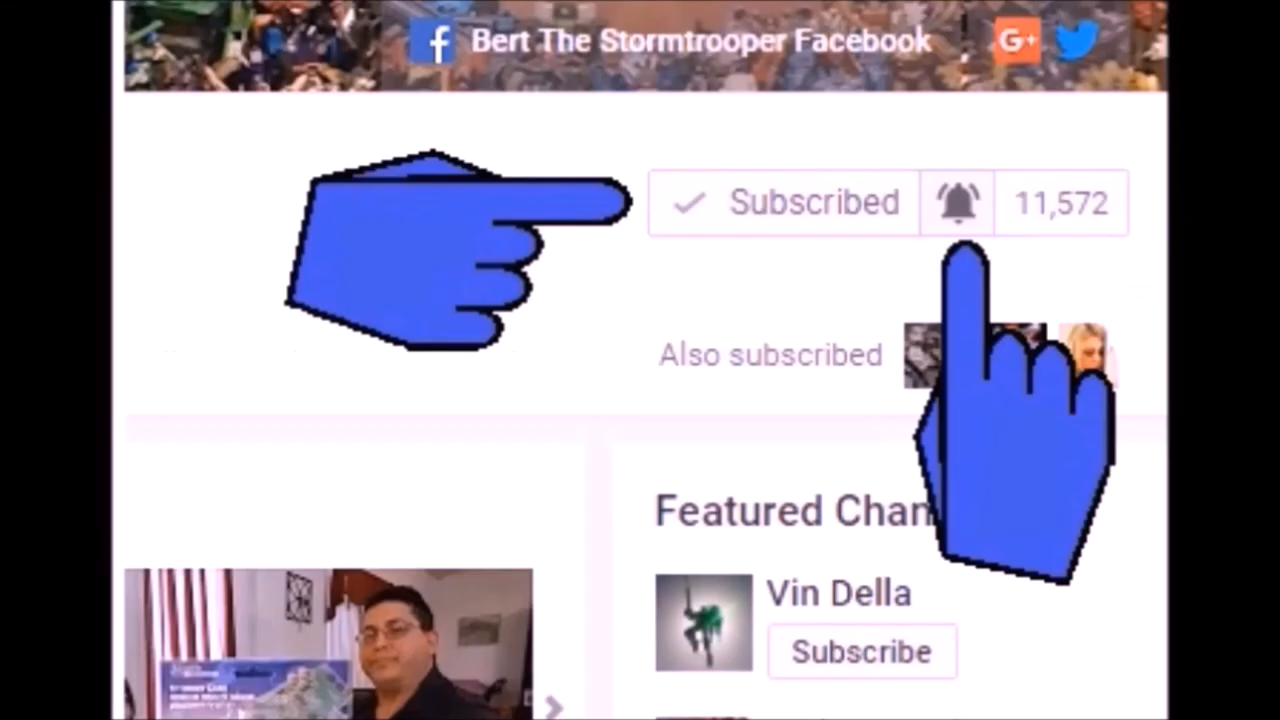 f Bert The Stormtrooper Facebook G+
Subscribed 11,572
Also subscribed
Featured Chan
Vin Della
Subscribe